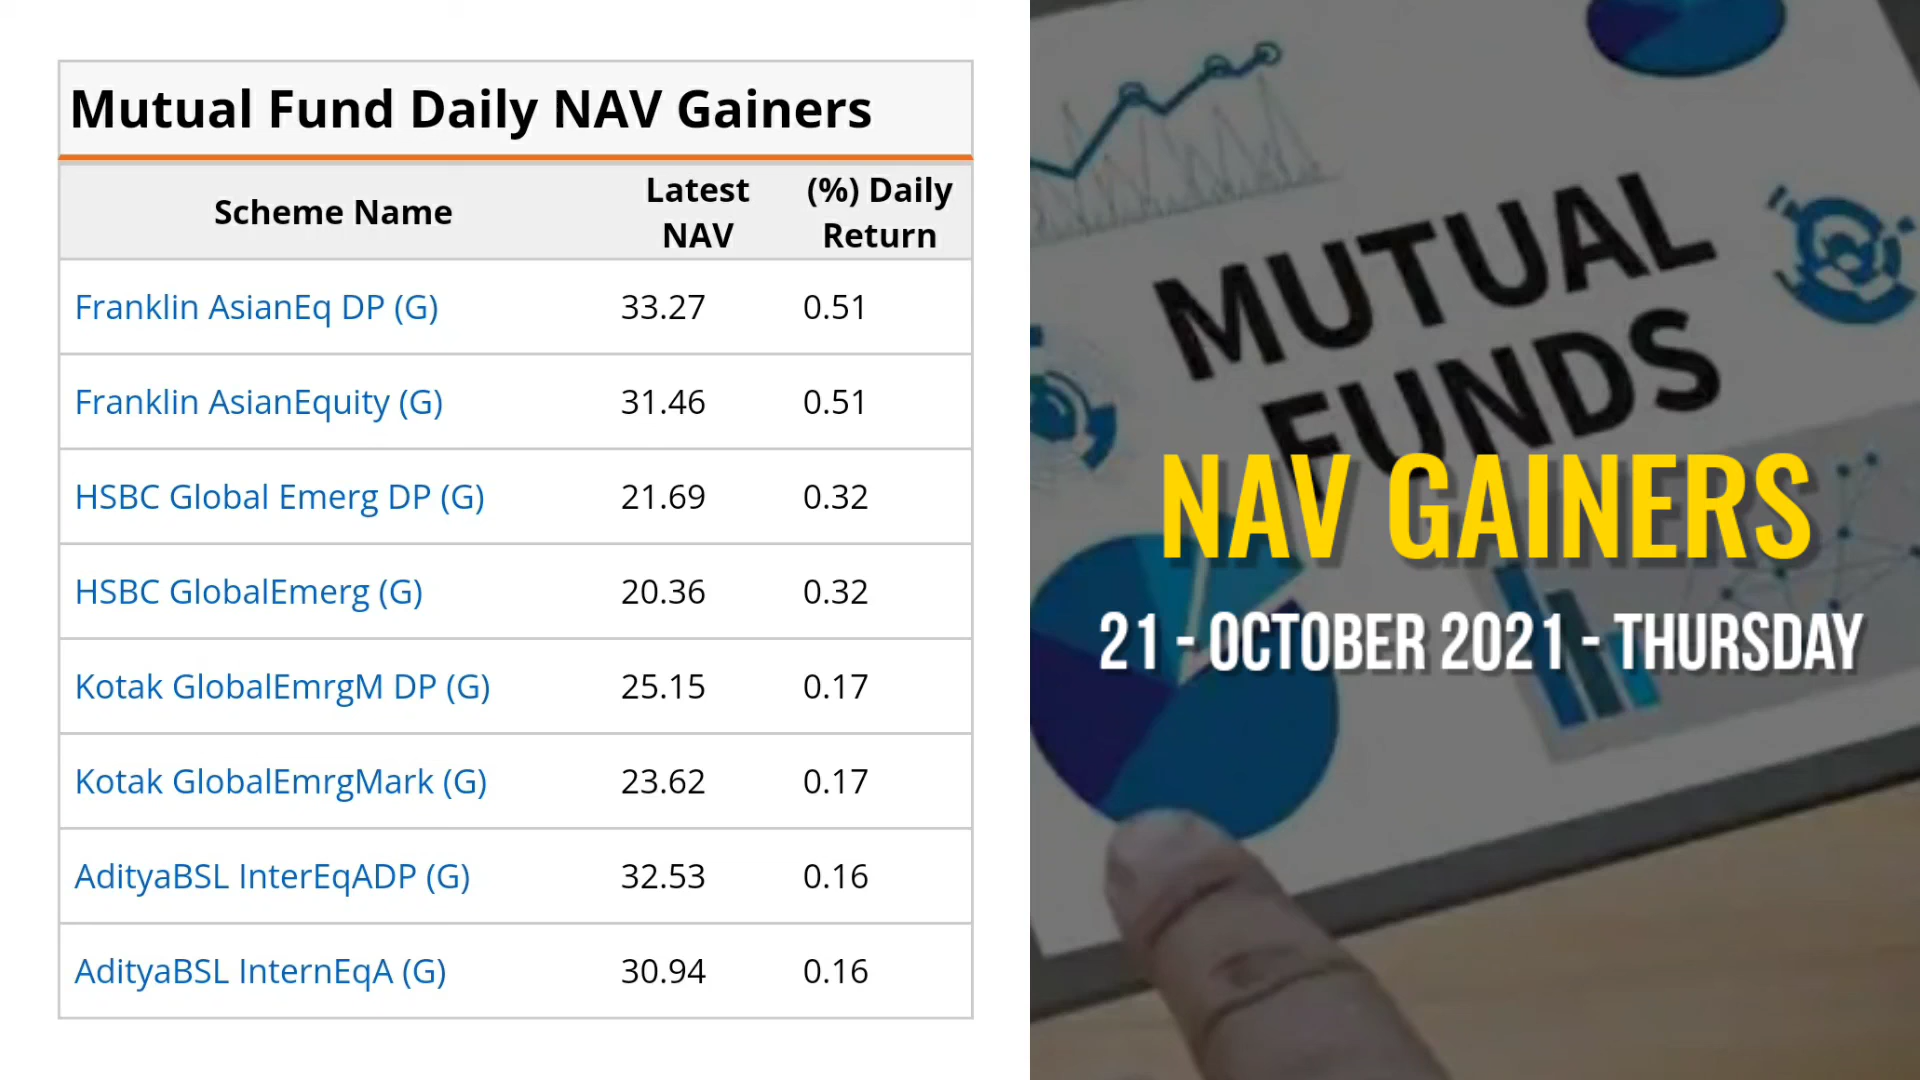 Mutual Fund Daily NAV Gainers
Scheme Name
Latest NAV
(%) Daily Return
Franklin AsianEq DP (G) 33.27 0.51
Franklin AsianEquity (G) 31.46 0.51
HSBC Global Emerg DP (G) 21.69 0.32
HSBC GlobalEmerg (G) 20.36 0.32
Kotak GlobalEmrgM DP (G) 25.15 0.17
Kotak GlobalEmrgMark (G) 23.62 0.17
AdityaBSL InterEqADP (G) 32.53 0.16
AdityaBSL InternEqA (G) 30.94 0.16
MUTUAL
FUNDS
NAV GAINERS
21 - OCTOBER 2021 - THURSDAY